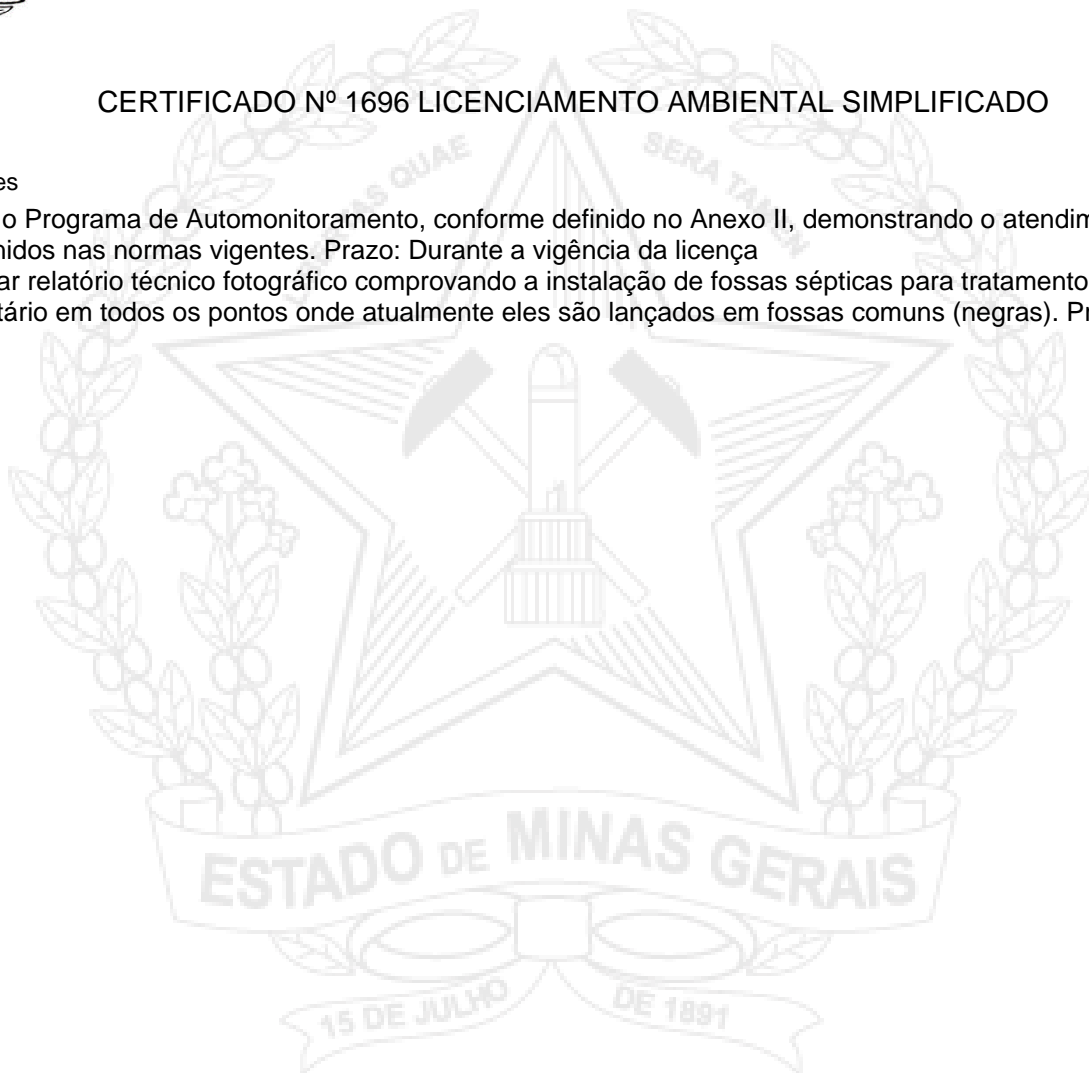 CERTIFICADO Nº 1696 LICENCIAMENTO AMBIENTAL SIMPLIFICADO
es
o Programa de Automonitoramento, conforme definido no Anexo II, demonstrando o atendim
nidos nas normas vigentes. Prazo: Durante a vigência da licença
ar relatório técnico fotográfico comprovando a instalação de fossas sépticas para tratamento
tário em todos os pontos onde atualmente eles são lançados em fossas comuns (negras). Pr
QUAE SERA TAMEN
ESTADO DE MINAS GERAIS
15 DE JULHO DE 1891